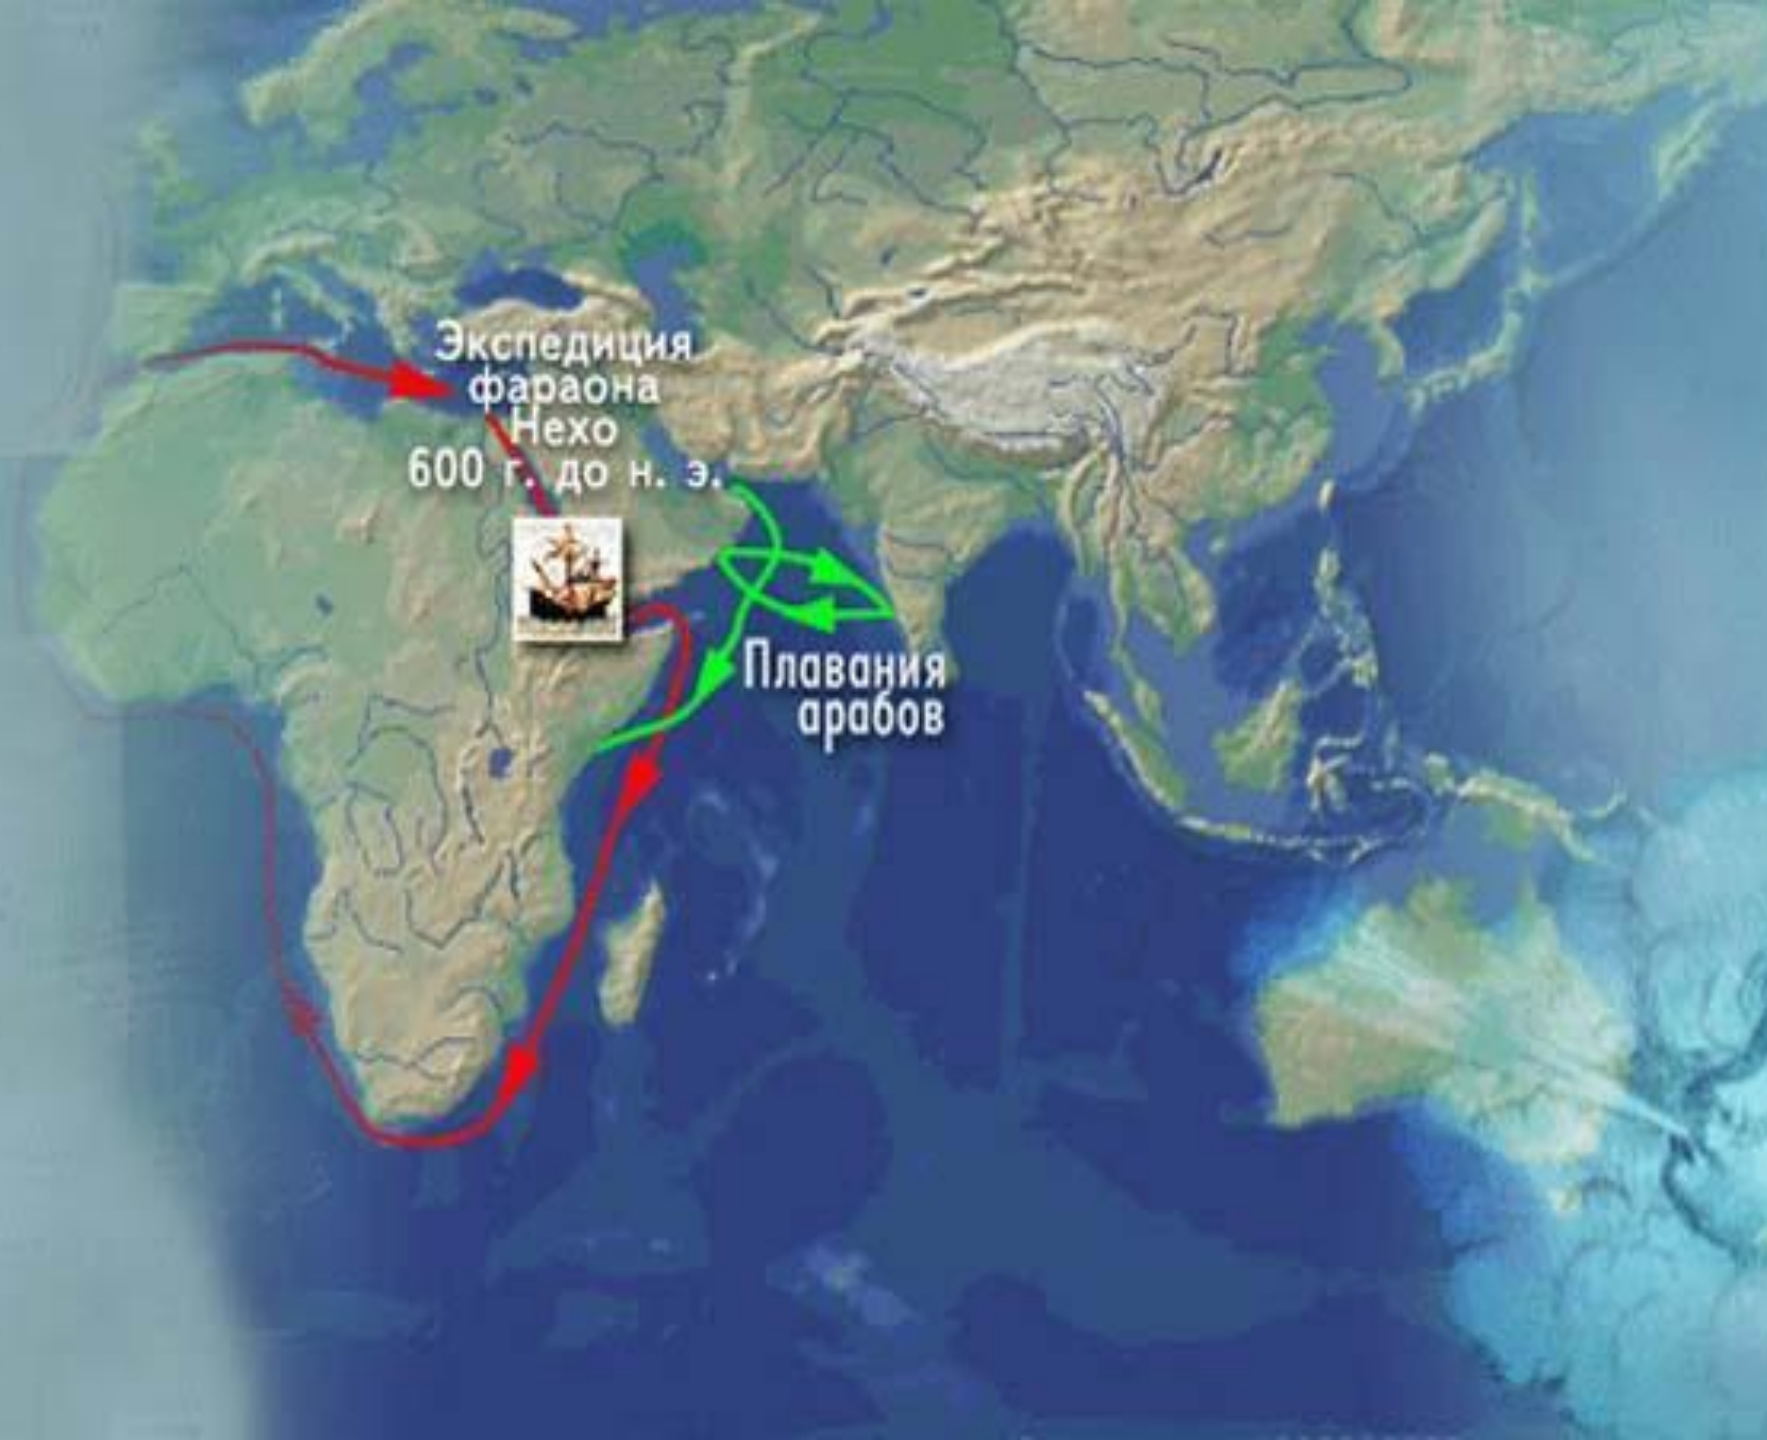 Экспедиция
фараона
Нехо
600 г. до н. э.
Плавания
арабов